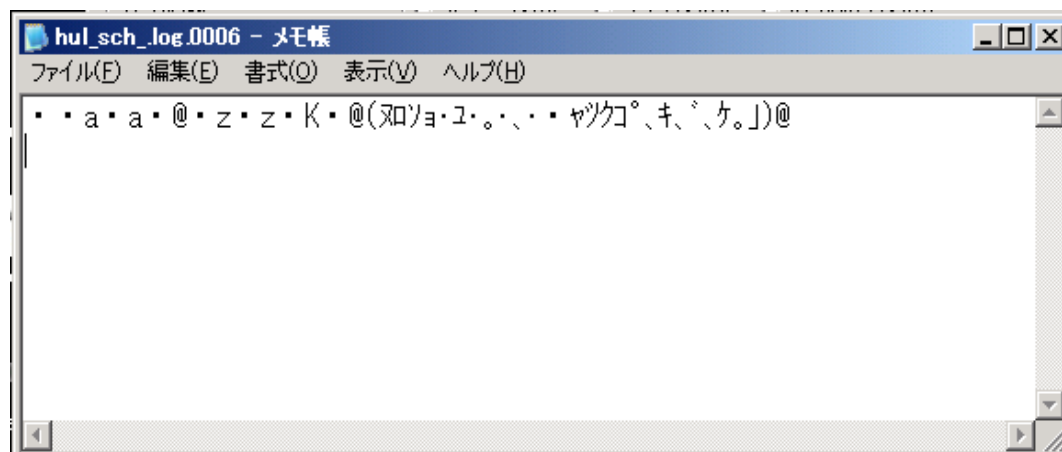 hul_sch_.log.0006 - メモ帳
ファイル(F) 編集(E) 書式(O) 表示(V) ヘルプ(H)
・・ａ・ａ・@・ｚ・ｚ・Ｋ・@(ﾇﾛｿｮ・ﾕ・｡・､・・ｬﾂｸｺﾟ､ｷ､ﾞ､ｹ｡｣)@